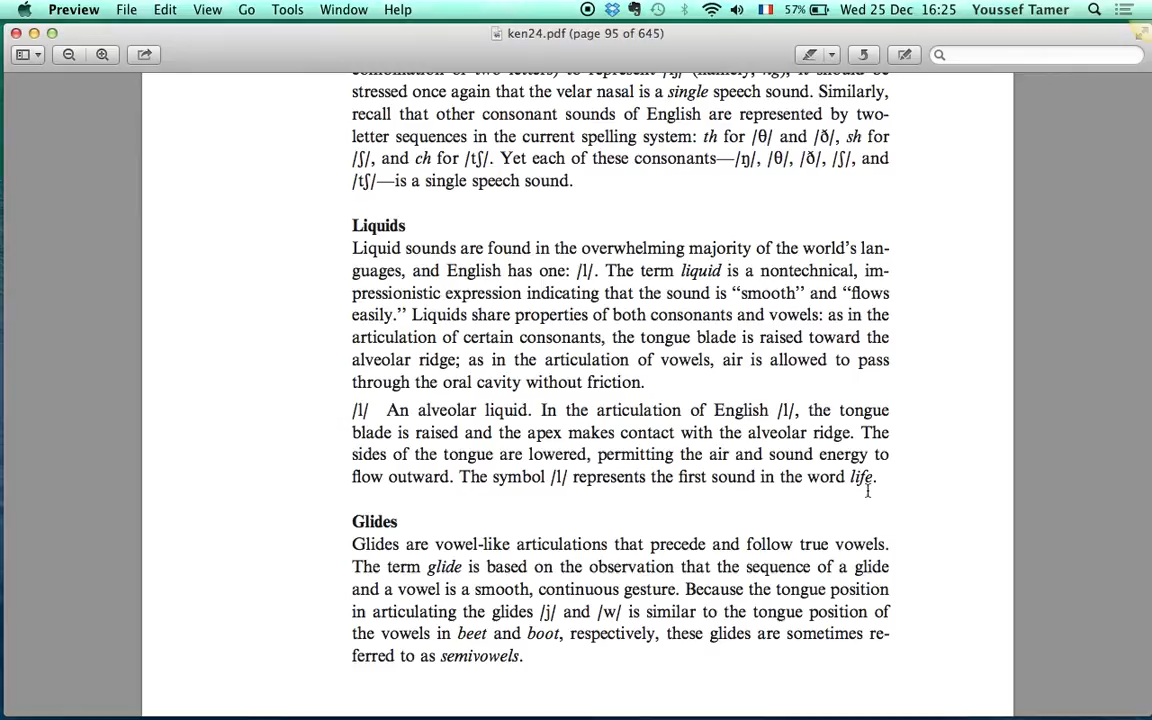 Preview File Edit View Go Tools Window Help 57% Wed 25 Dec 16:25 Youssef Tamer
ken24.pdf (page 95 of 645)
combination of two letters) to represent /ŋ/ (namely, ng), it should be
stressed once again that the velar nasal is a single speech sound. Similarly,
recall that other consonant sounds of English are represented by two-
letter sequences in the current spelling system: th for /θ/ and /ð/, sh for
/ʃ/, and ch for /tʃ/. Yet each of these consonants—/ŋ/, /θ/, /ð/, /ʃ/, and
/tʃ/—is a single speech sound.
Liquids
Liquid sounds are found in the overwhelming majority of the world’s lan-
guages, and English has one: /l/. The term liquid is a nontechnical, im-
pressionistic expression indicating that the sound is “smooth” and “flows
easily.” Liquids share properties of both consonants and vowels: as in the
articulation of certain consonants, the tongue blade is raised toward the
alveolar ridge; as in the articulation of vowels, air is allowed to pass
through the oral cavity without friction.
/l/ An alveolar liquid. In the articulation of English /l/, the tongue
blade is raised and the apex makes contact with the alveolar ridge. The
sides of the tongue are lowered, permitting the air and sound energy to
flow outward. The symbol /l/ represents the first sound in the word life.
Glides
Glides are vowel-like articulations that precede and follow true vowels.
The term glide is based on the observation that the sequence of a glide
and a vowel is a smooth, continuous gesture. Because the tongue position
in articulating the glides /j/ and /w/ is similar to the tongue position of
the vowels in beet and boot, respectively, these glides are sometimes re-
ferred to as semivowels.